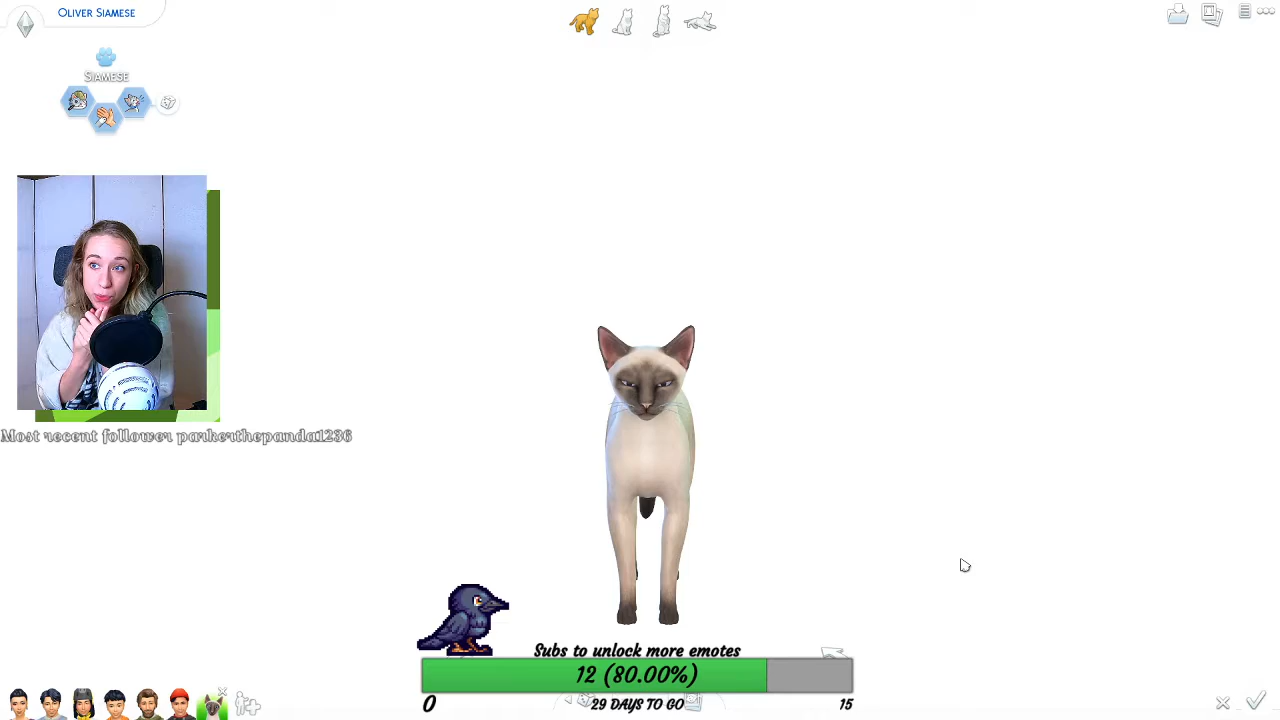 OLIVER SIAMESE
SIAMESE
Most recent follower parkerthepanda1236
Subs to unlock more emotes
12 (80.00%)
0
29 DAYS TO GO
15